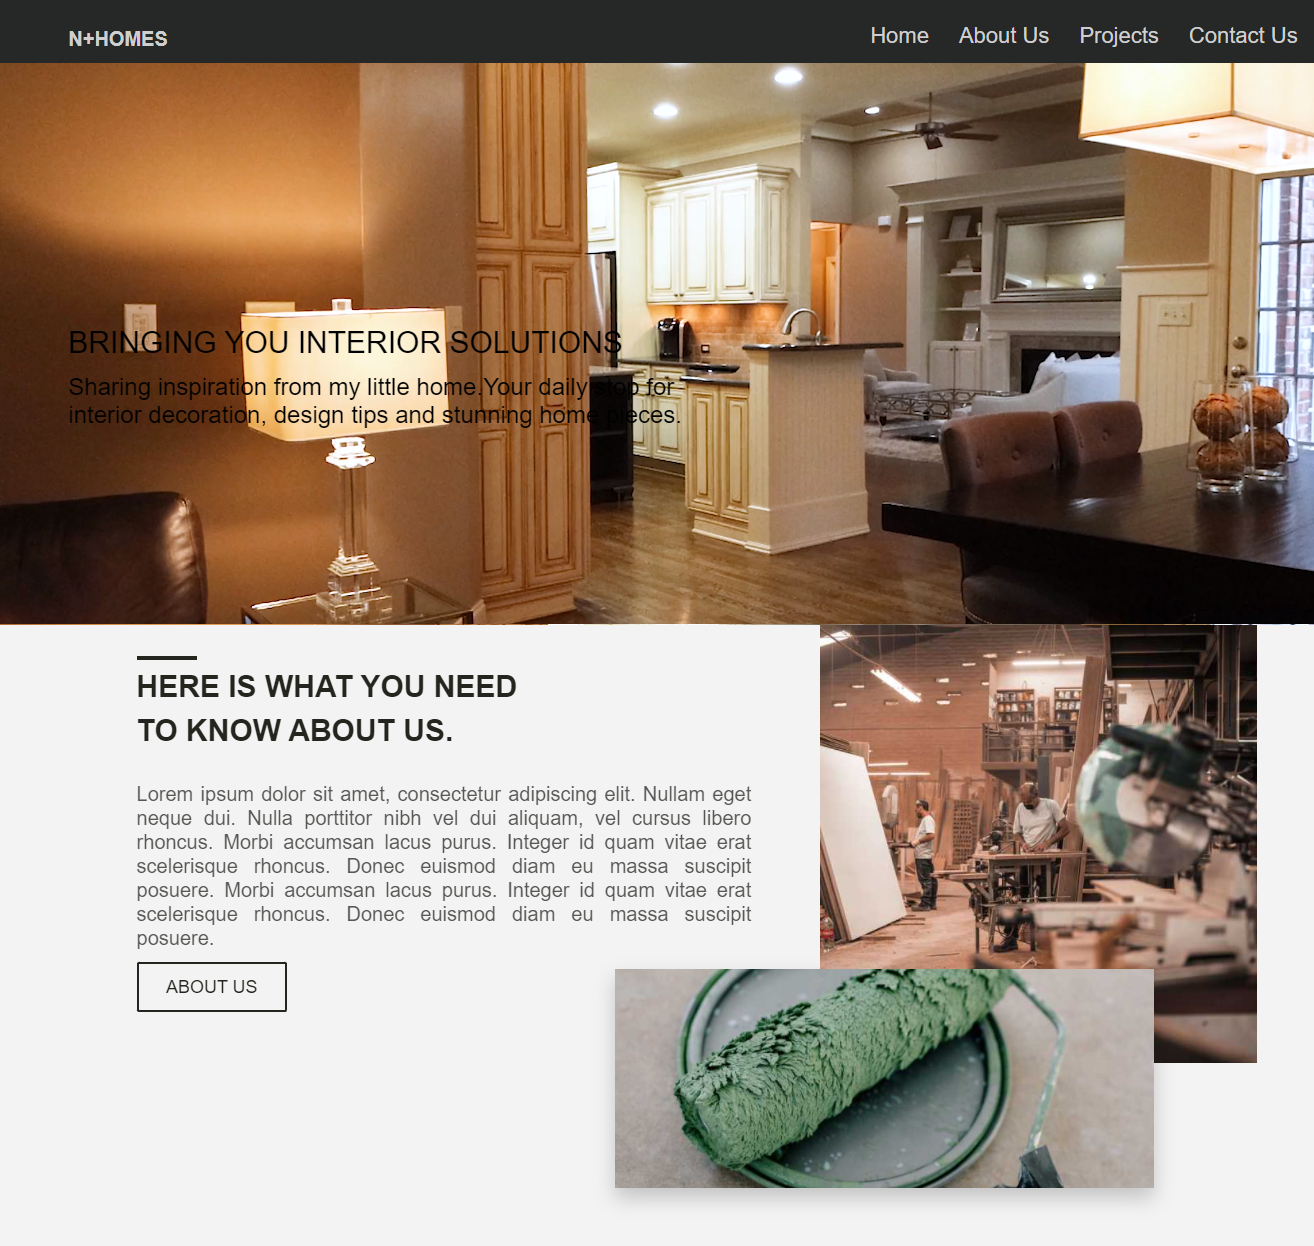 N+HOMES
Home About Us Projects Contact Us
BRINGING YOU INTERIOR SOLUTIONS
Sharing inspiration from my little home.Your daily stop for
interior decoration, design tips and stunning home pieces.
HERE IS WHAT YOU NEED
TO KNOW ABOUT US.
Lorem ipsum dolor sit amet, consectetur adipiscing elit. Nullam eget
neque dui. Nulla porttitor nibh vel dui aliquam, vel cursus libero
rhoncus. Morbi accumsan lacus purus. Integer id quam vitae erat
scelerisque rhoncus. Donec euismod diam eu massa suscipit
posuere. Morbi accumsan lacus purus. Integer id quam vitae erat
scelerisque rhoncus. Donec euismod diam eu massa suscipit
posuere.
ABOUT US